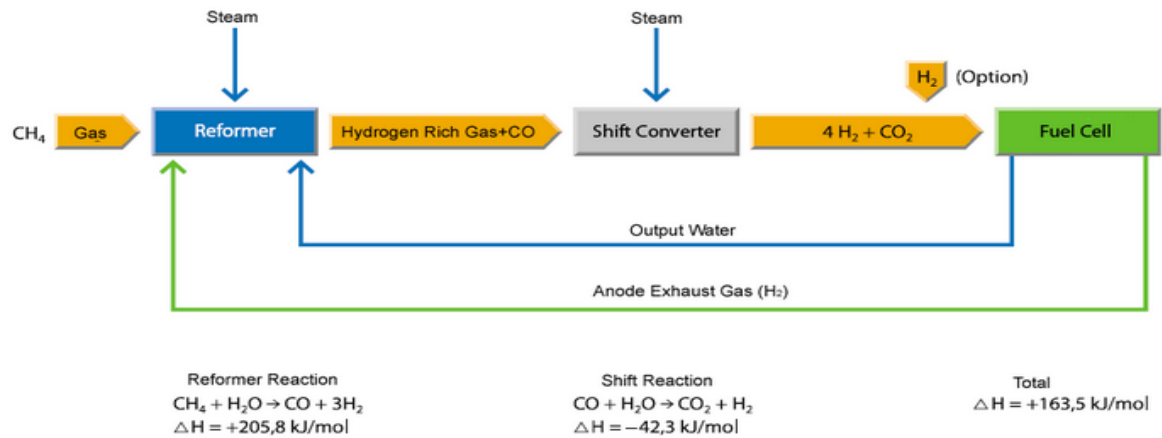 Steam
Steam
H₂ (Option)
CH₄ Gas Reformer Hydrogen Rich Gas+CO Shift Converter 4 H₂ + CO₂ Fuel Cell
Output Water
Anode Exhaust Gas (H₂)
Reformer Reaction
CH₄ + H₂O → CO + 3H₂
△H = +205,8 kJ/mol
Shift Reaction
CO + H₂O → CO₂ + H₂
△H = −42,3 kJ/mol
Total
△H = +163,5 kJ/mol